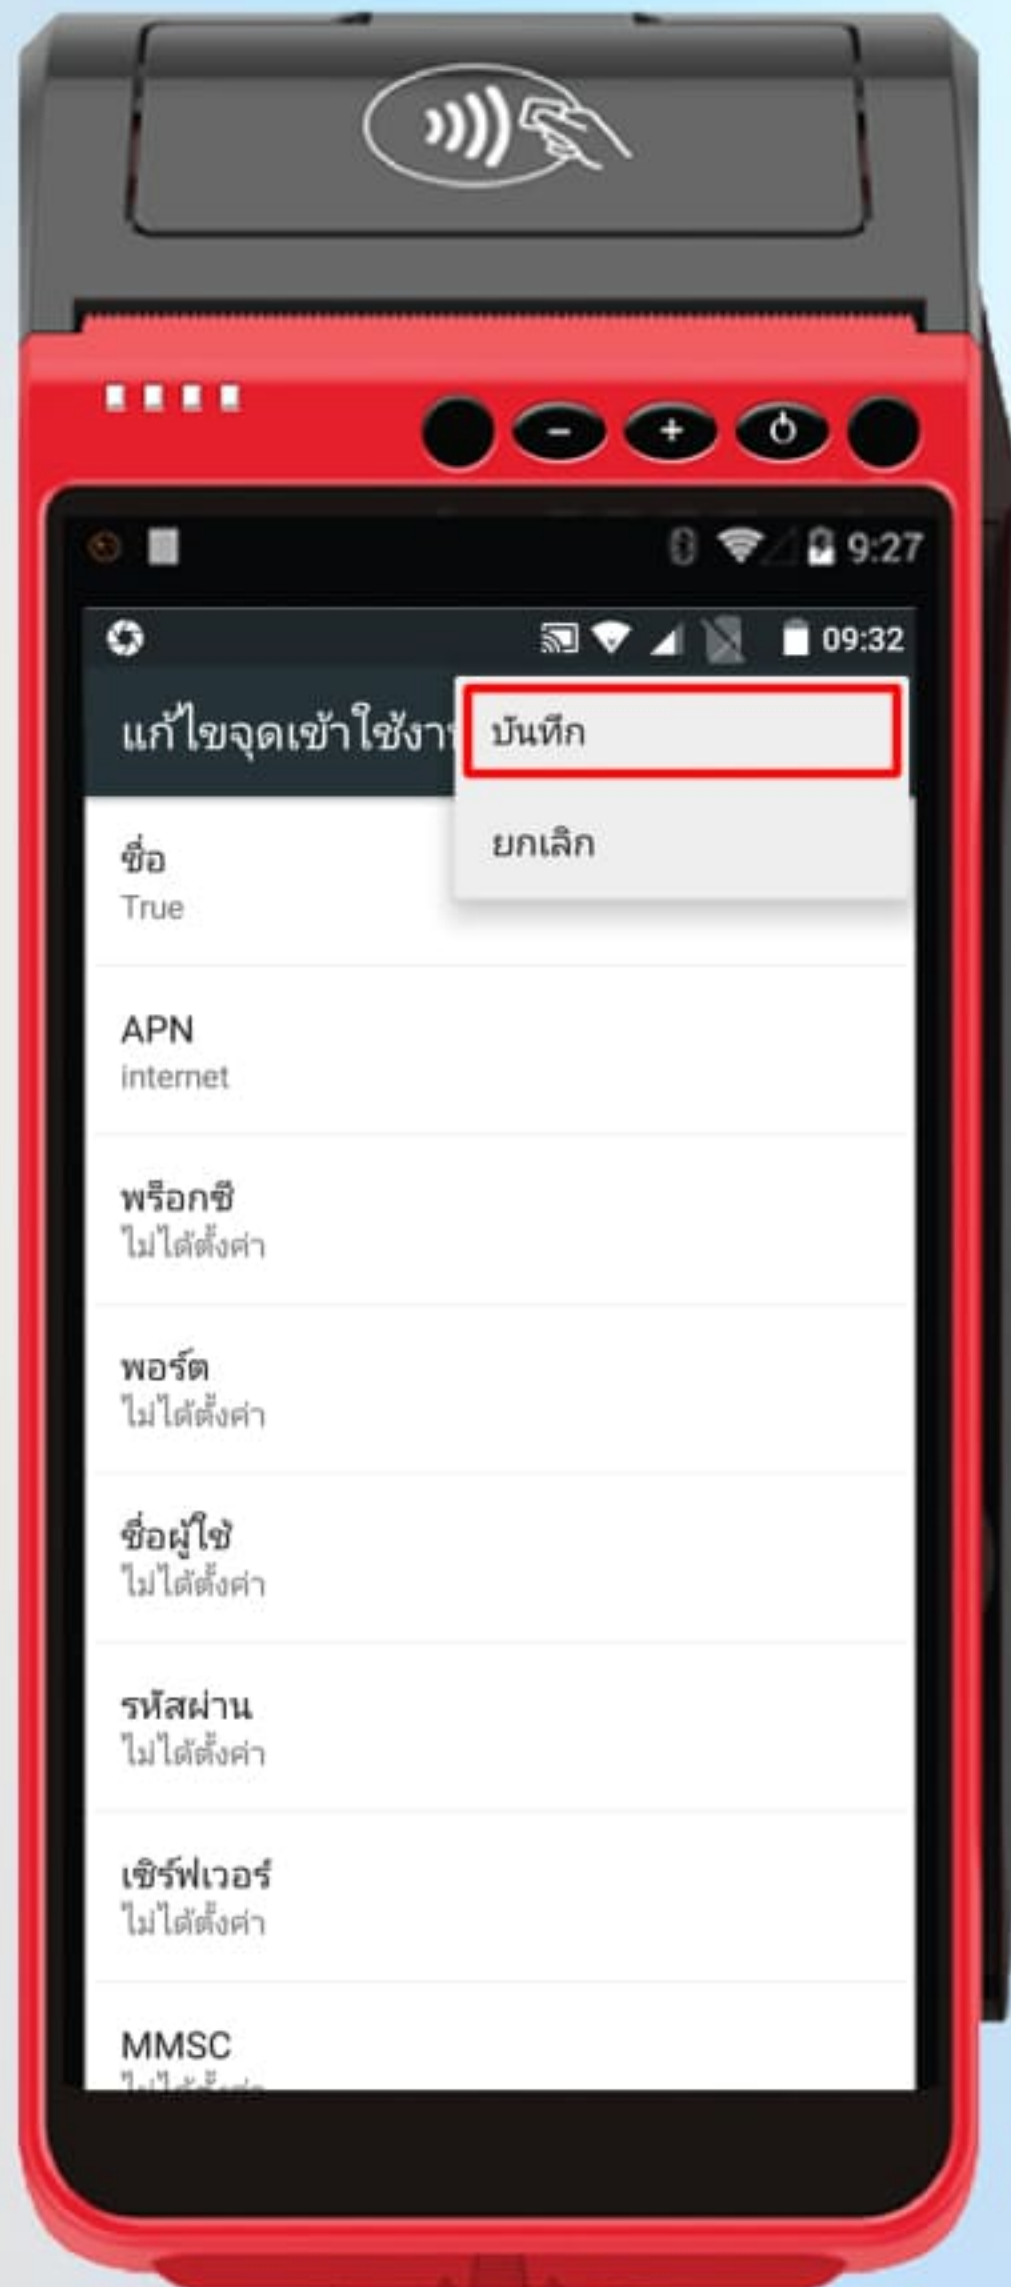 9:27
09:32
แก้ไขจุดเข้าใช้งา
บันทึก
ยกเลิก
ชื่อ
True
APN
internet
พร็อกซี
ไม่ได้ตั้งค่า
พอร์ต
ไม่ได้ตั้งค่า
ชื่อผู้ใช้
ไม่ได้ตั้งค่า
รหัสผ่าน
ไม่ได้ตั้งค่า
เซิร์ฟเวอร์
ไม่ได้ตั้งค่า
MMSC